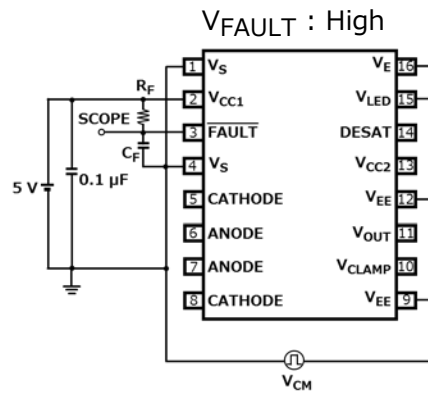 VFAULT : High
1 VS
VE 16
RF
2 VCC1
VLED 15
SCOPE
3 FAULT
DESAT 14
CF
4 VS
VCC2 13
5 V
0.1 µF
5 CATHODE
VEE 12
6 ANODE
VOUT 11
7 ANODE
VCLAMP 10
8 CATHODE
VEE 9
VCM